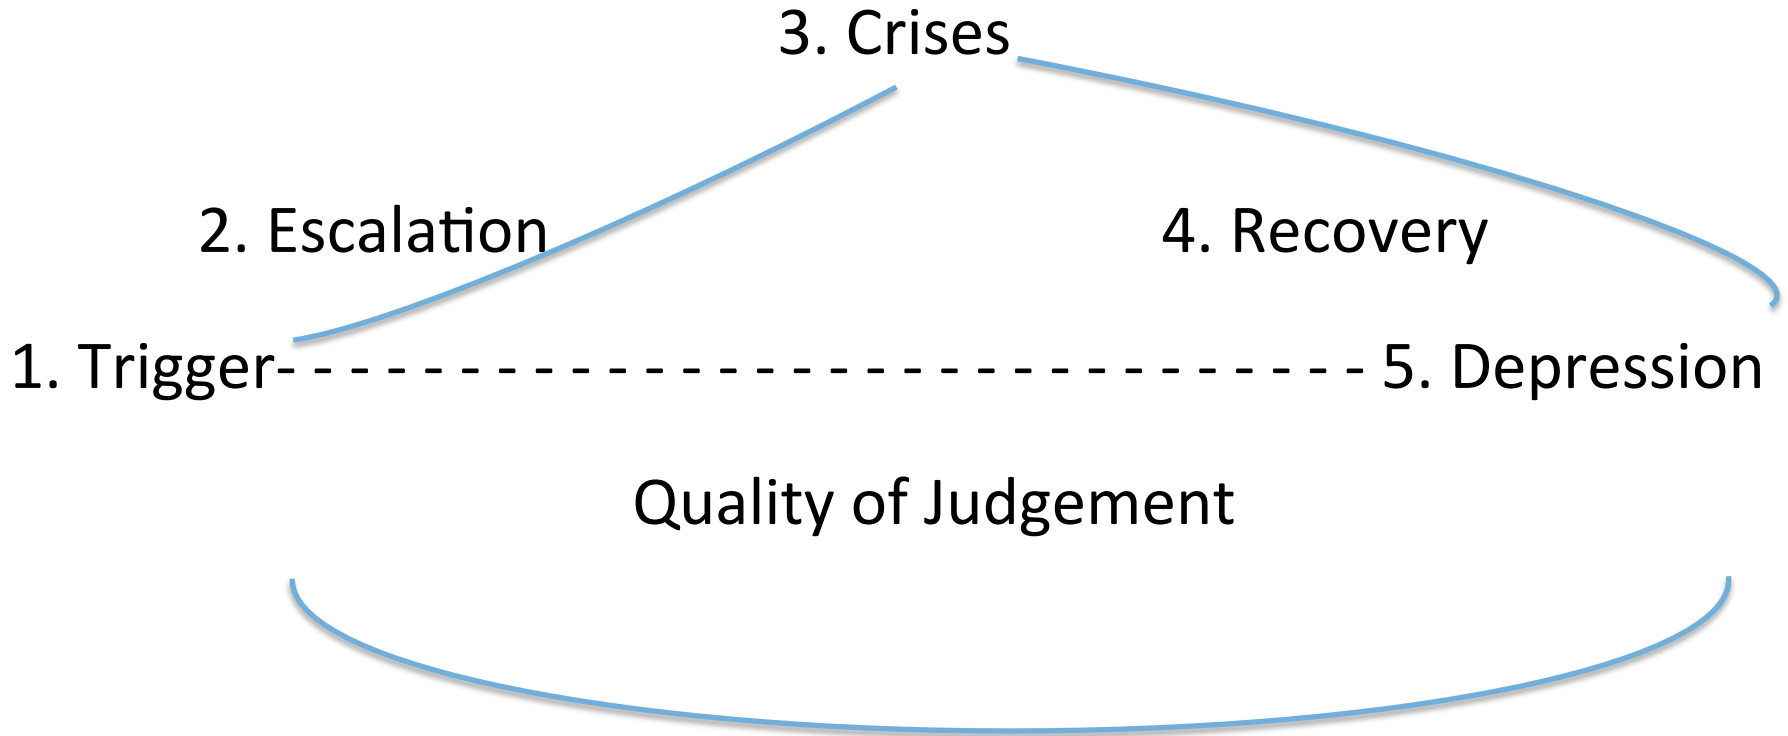 3. Crises
2. Escalation
4. Recovery
1. Trigger- - - - - - - - - - - - - - - - - - - - - - - - - - - - - - 5. Depression
Quality of Judgement